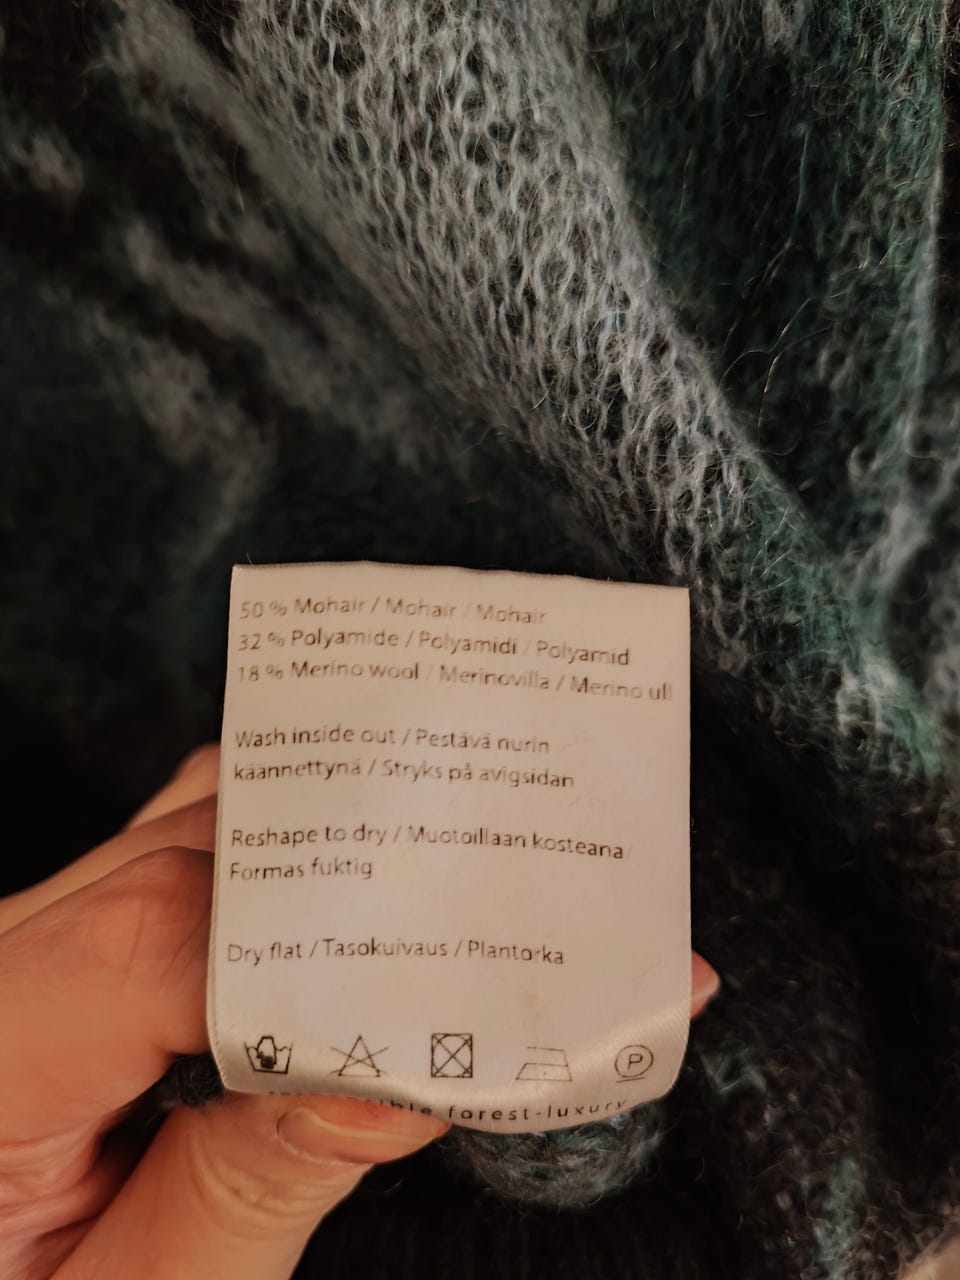 50 % Mohair / Mohair / Mohair
32 % Polyamide / Polyamidi / Polyamid
18 % Merino wool / Merinovilla / Merino ull
Wash inside out / Pestävä nurin
käännettynä / Stryks på avigsidan
Reshape to dry / Muotoillaan kosteana/
Formas fuktig
Dry flat / Tasokuivaus / Plantorka
P
forest-luxury